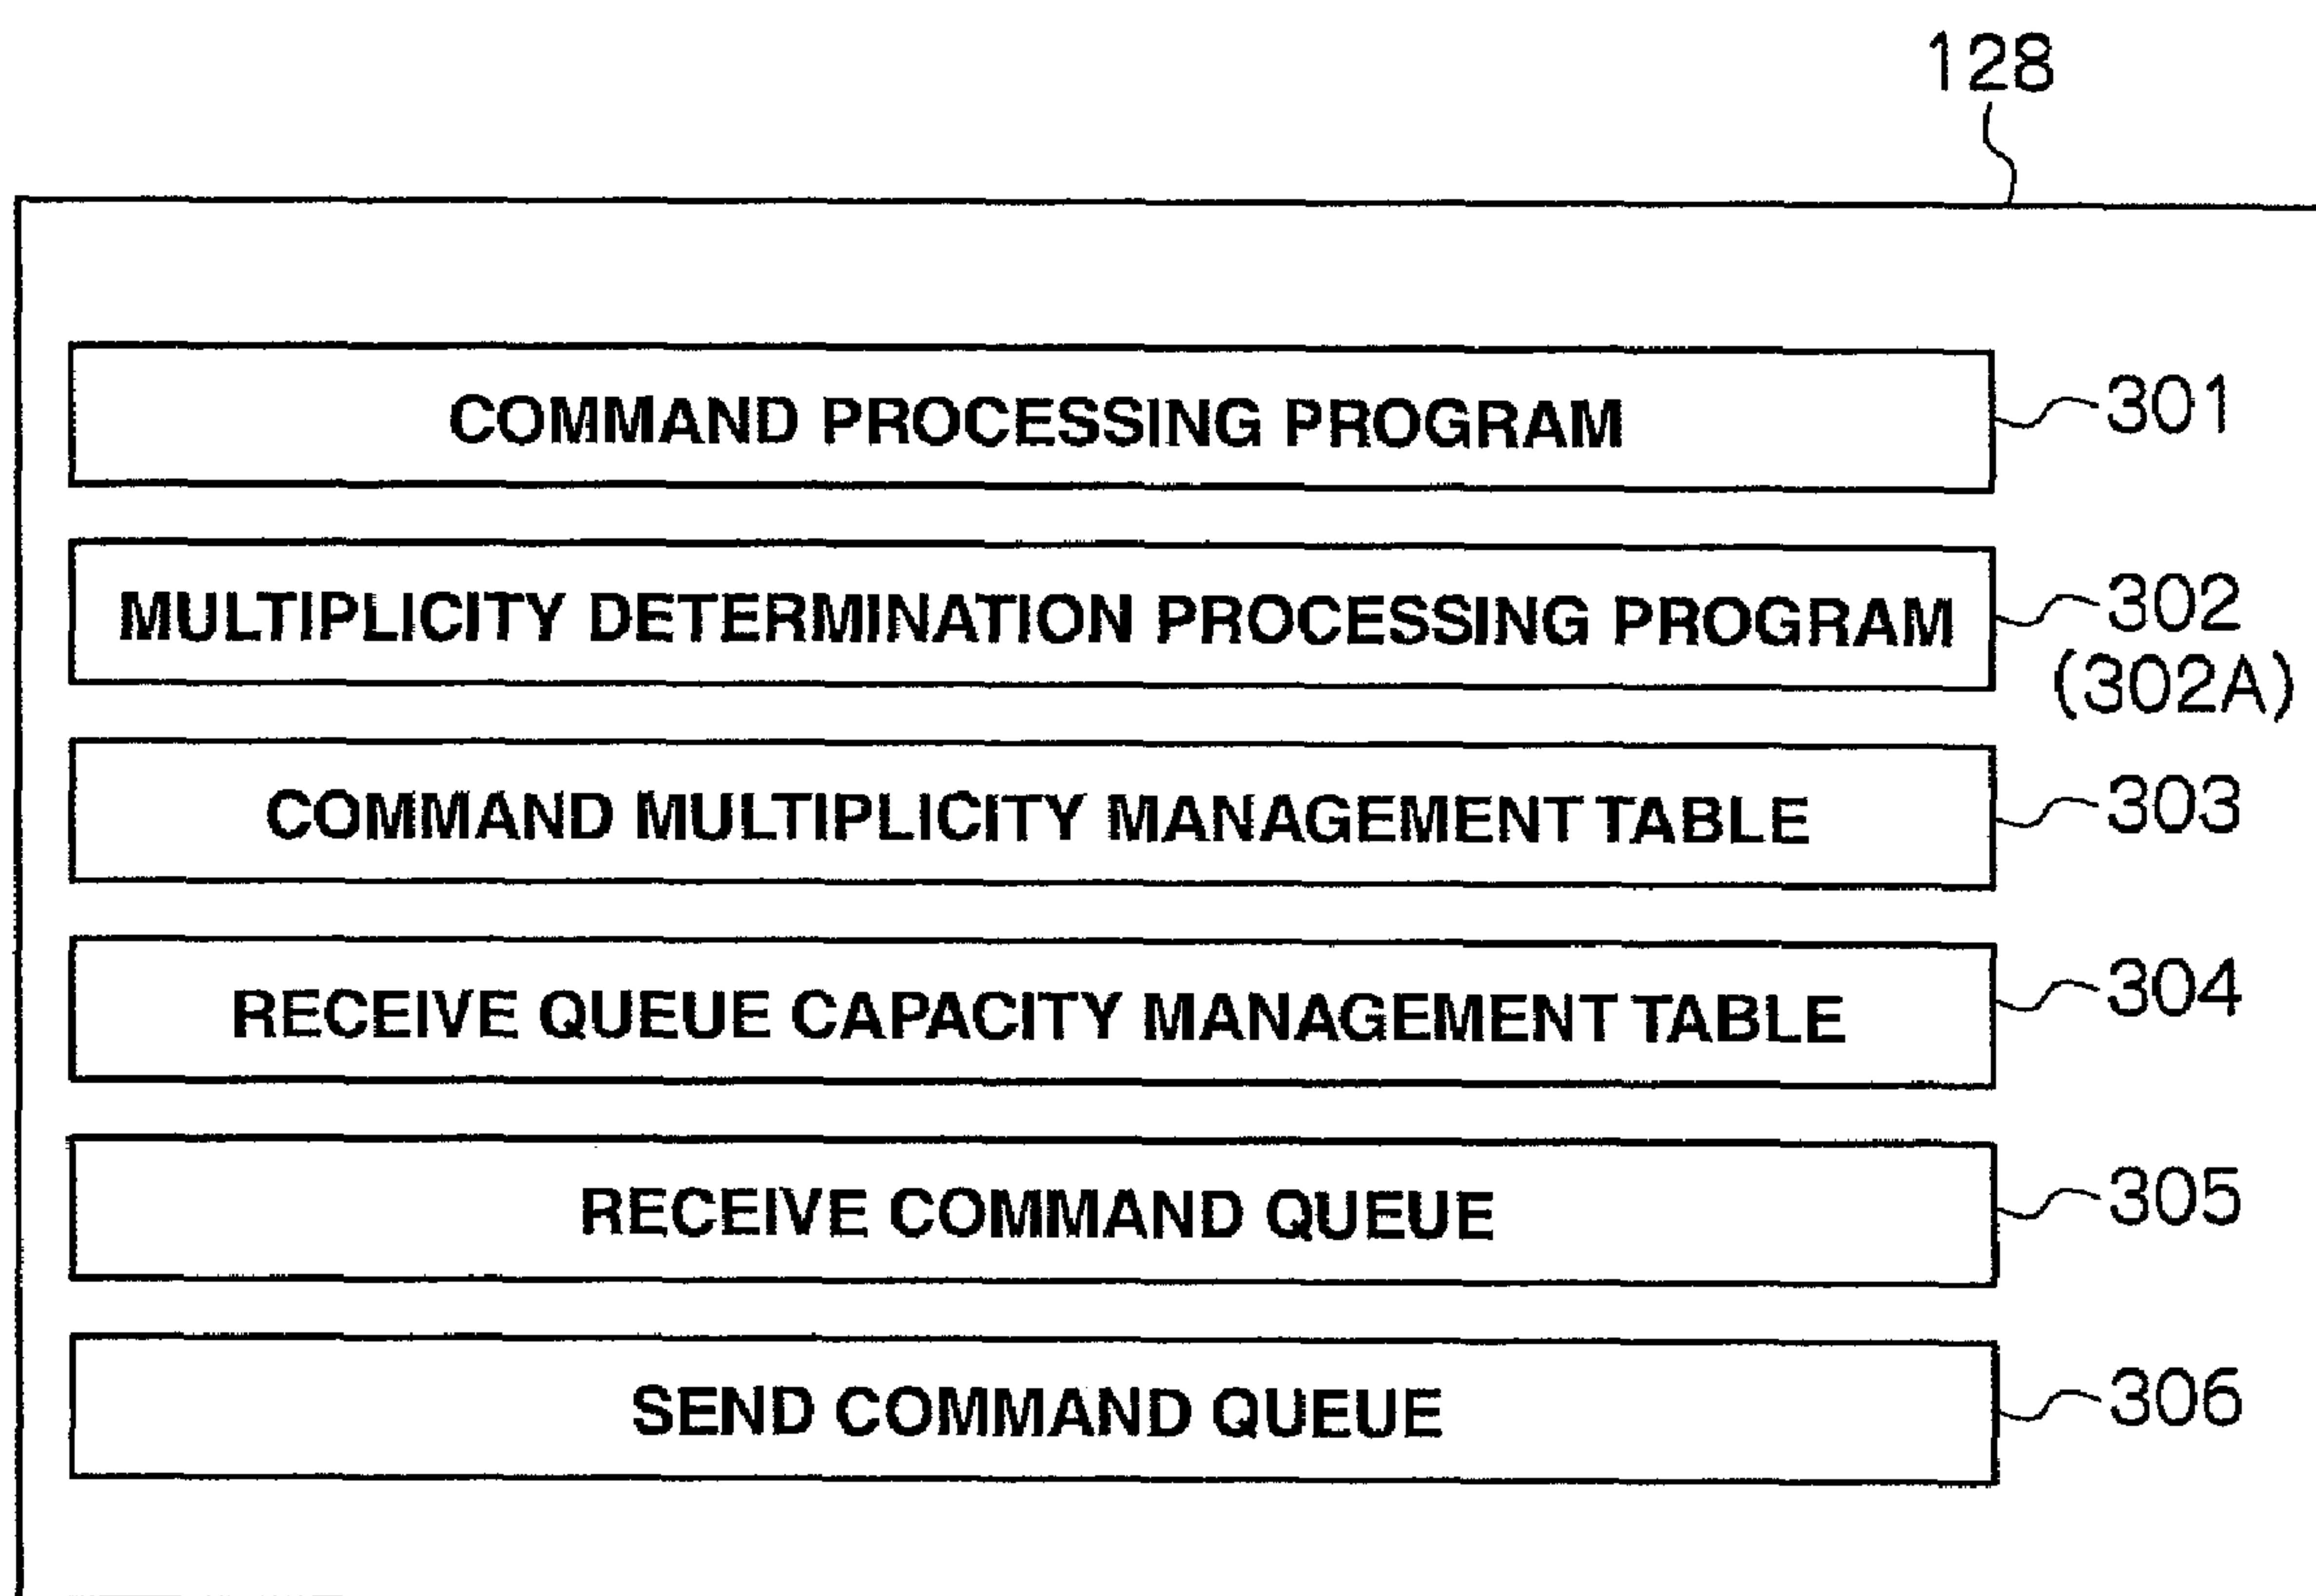 128
COMMAND PROCESSING PROGRAM 301
MULTIPLICITY DETERMINATION PROCESSING PROGRAM 302
(302A)
COMMAND MULTIPLICITY MANAGEMENT TABLE 303
RECEIVE QUEUE CAPACITY MANAGEMENT TABLE 304
RECEIVE COMMAND QUEUE 305
SEND COMMAND QUEUE 306